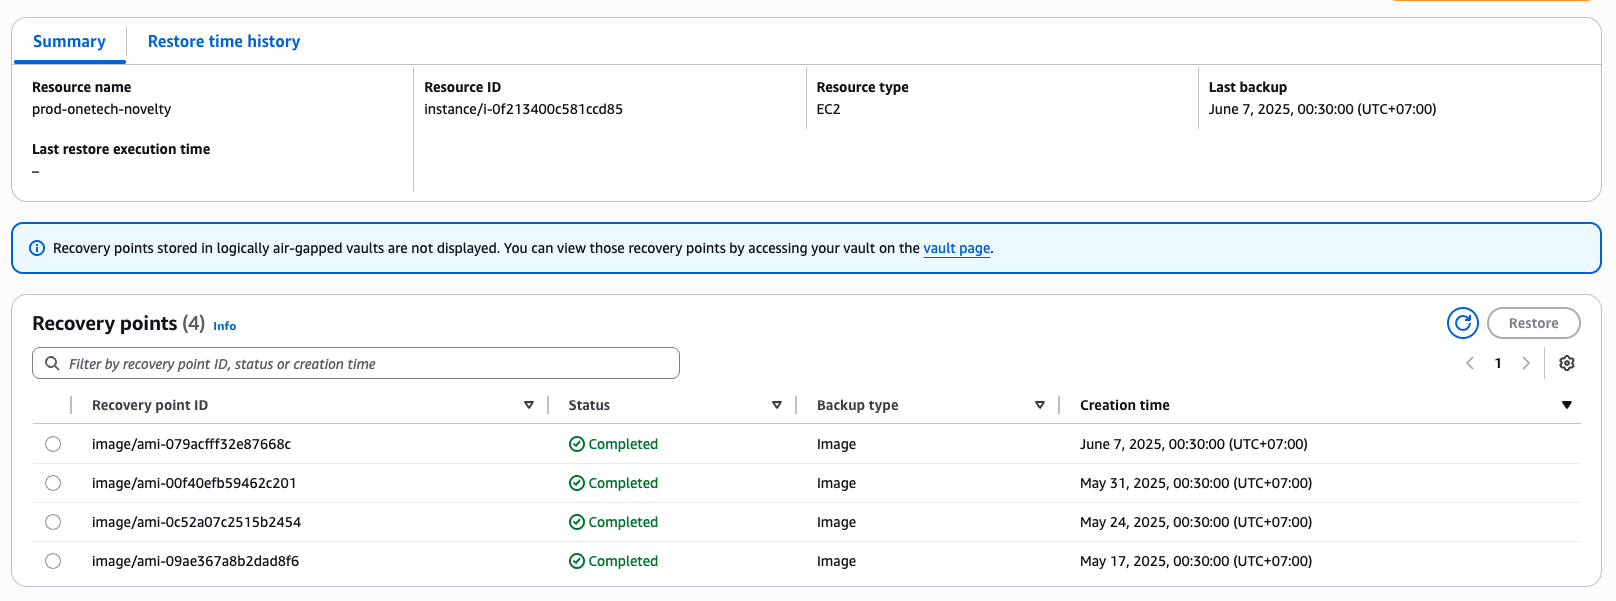 Summary Restore time history
Resource name Resource ID Resource type Last backup
prod-onetech-novelty instance/i-0f213400c581ccd85 EC2 June 7, 2025, 00:30:00 (UTC+07:00)
Last restore execution time
–
Recovery points stored in logically air-gapped vaults are not displayed. You can view those recovery points by accessing your vault on the vault page.
Recovery points (4) Info Restore
Filter by recovery point ID, status or creation time 1
Recovery point ID Status Backup type Creation time
image/ami-079acfff32e87668c Completed Image June 7, 2025, 00:30:00 (UTC+07:00)
image/ami-00f40efb59462c201 Completed Image May 31, 2025, 00:30:00 (UTC+07:00)
image/ami-0c52a07c2515b2454 Completed Image May 24, 2025, 00:30:00 (UTC+07:00)
image/ami-09ae367a8b2dad8f6 Completed Image May 17, 2025, 00:30:00 (UTC+07:00)